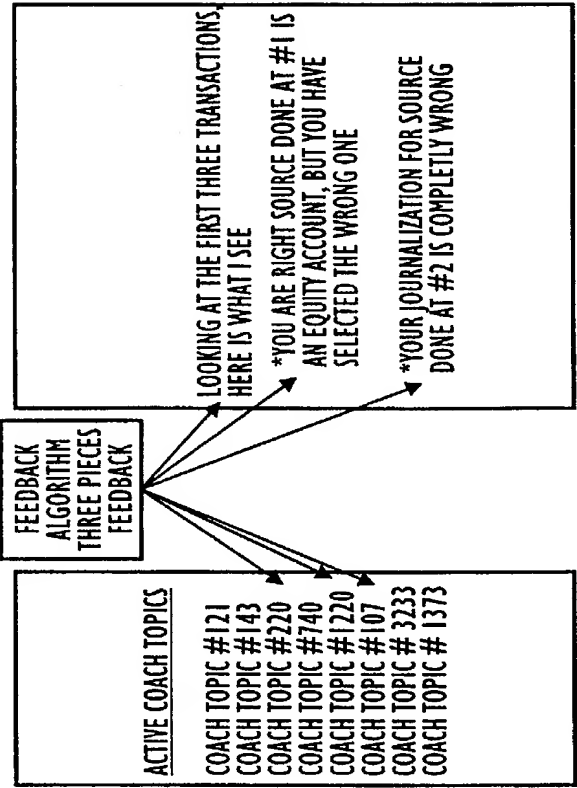 FEEDBACK
ALGORITHM
THREE PIECES
FEEDBACK
ACTIVE COACH TOPICS
COACH TOPIC #121
COACH TOPIC #143
COACH TOPIC #220
COACH TOPIC #740
COACH TOPIC #1220
COACH TOPIC #107
COACH TOPIC # 3233
COACH TOPIC # 1373
LOOKING AT THE FIRST THREE TRANSACTIONS,
HERE IS WHAT I SEE
*YOU ARE RIGHT SOURCE DONE AT #1 IS
AN EQUITY ACCOUNT, BUT YOU HAVE
SELECTED THE WRONG ONE
*YOUR JOURNALIZATION FOR SOURCE
DONE AT #2 IS COMPLETLY WRONG